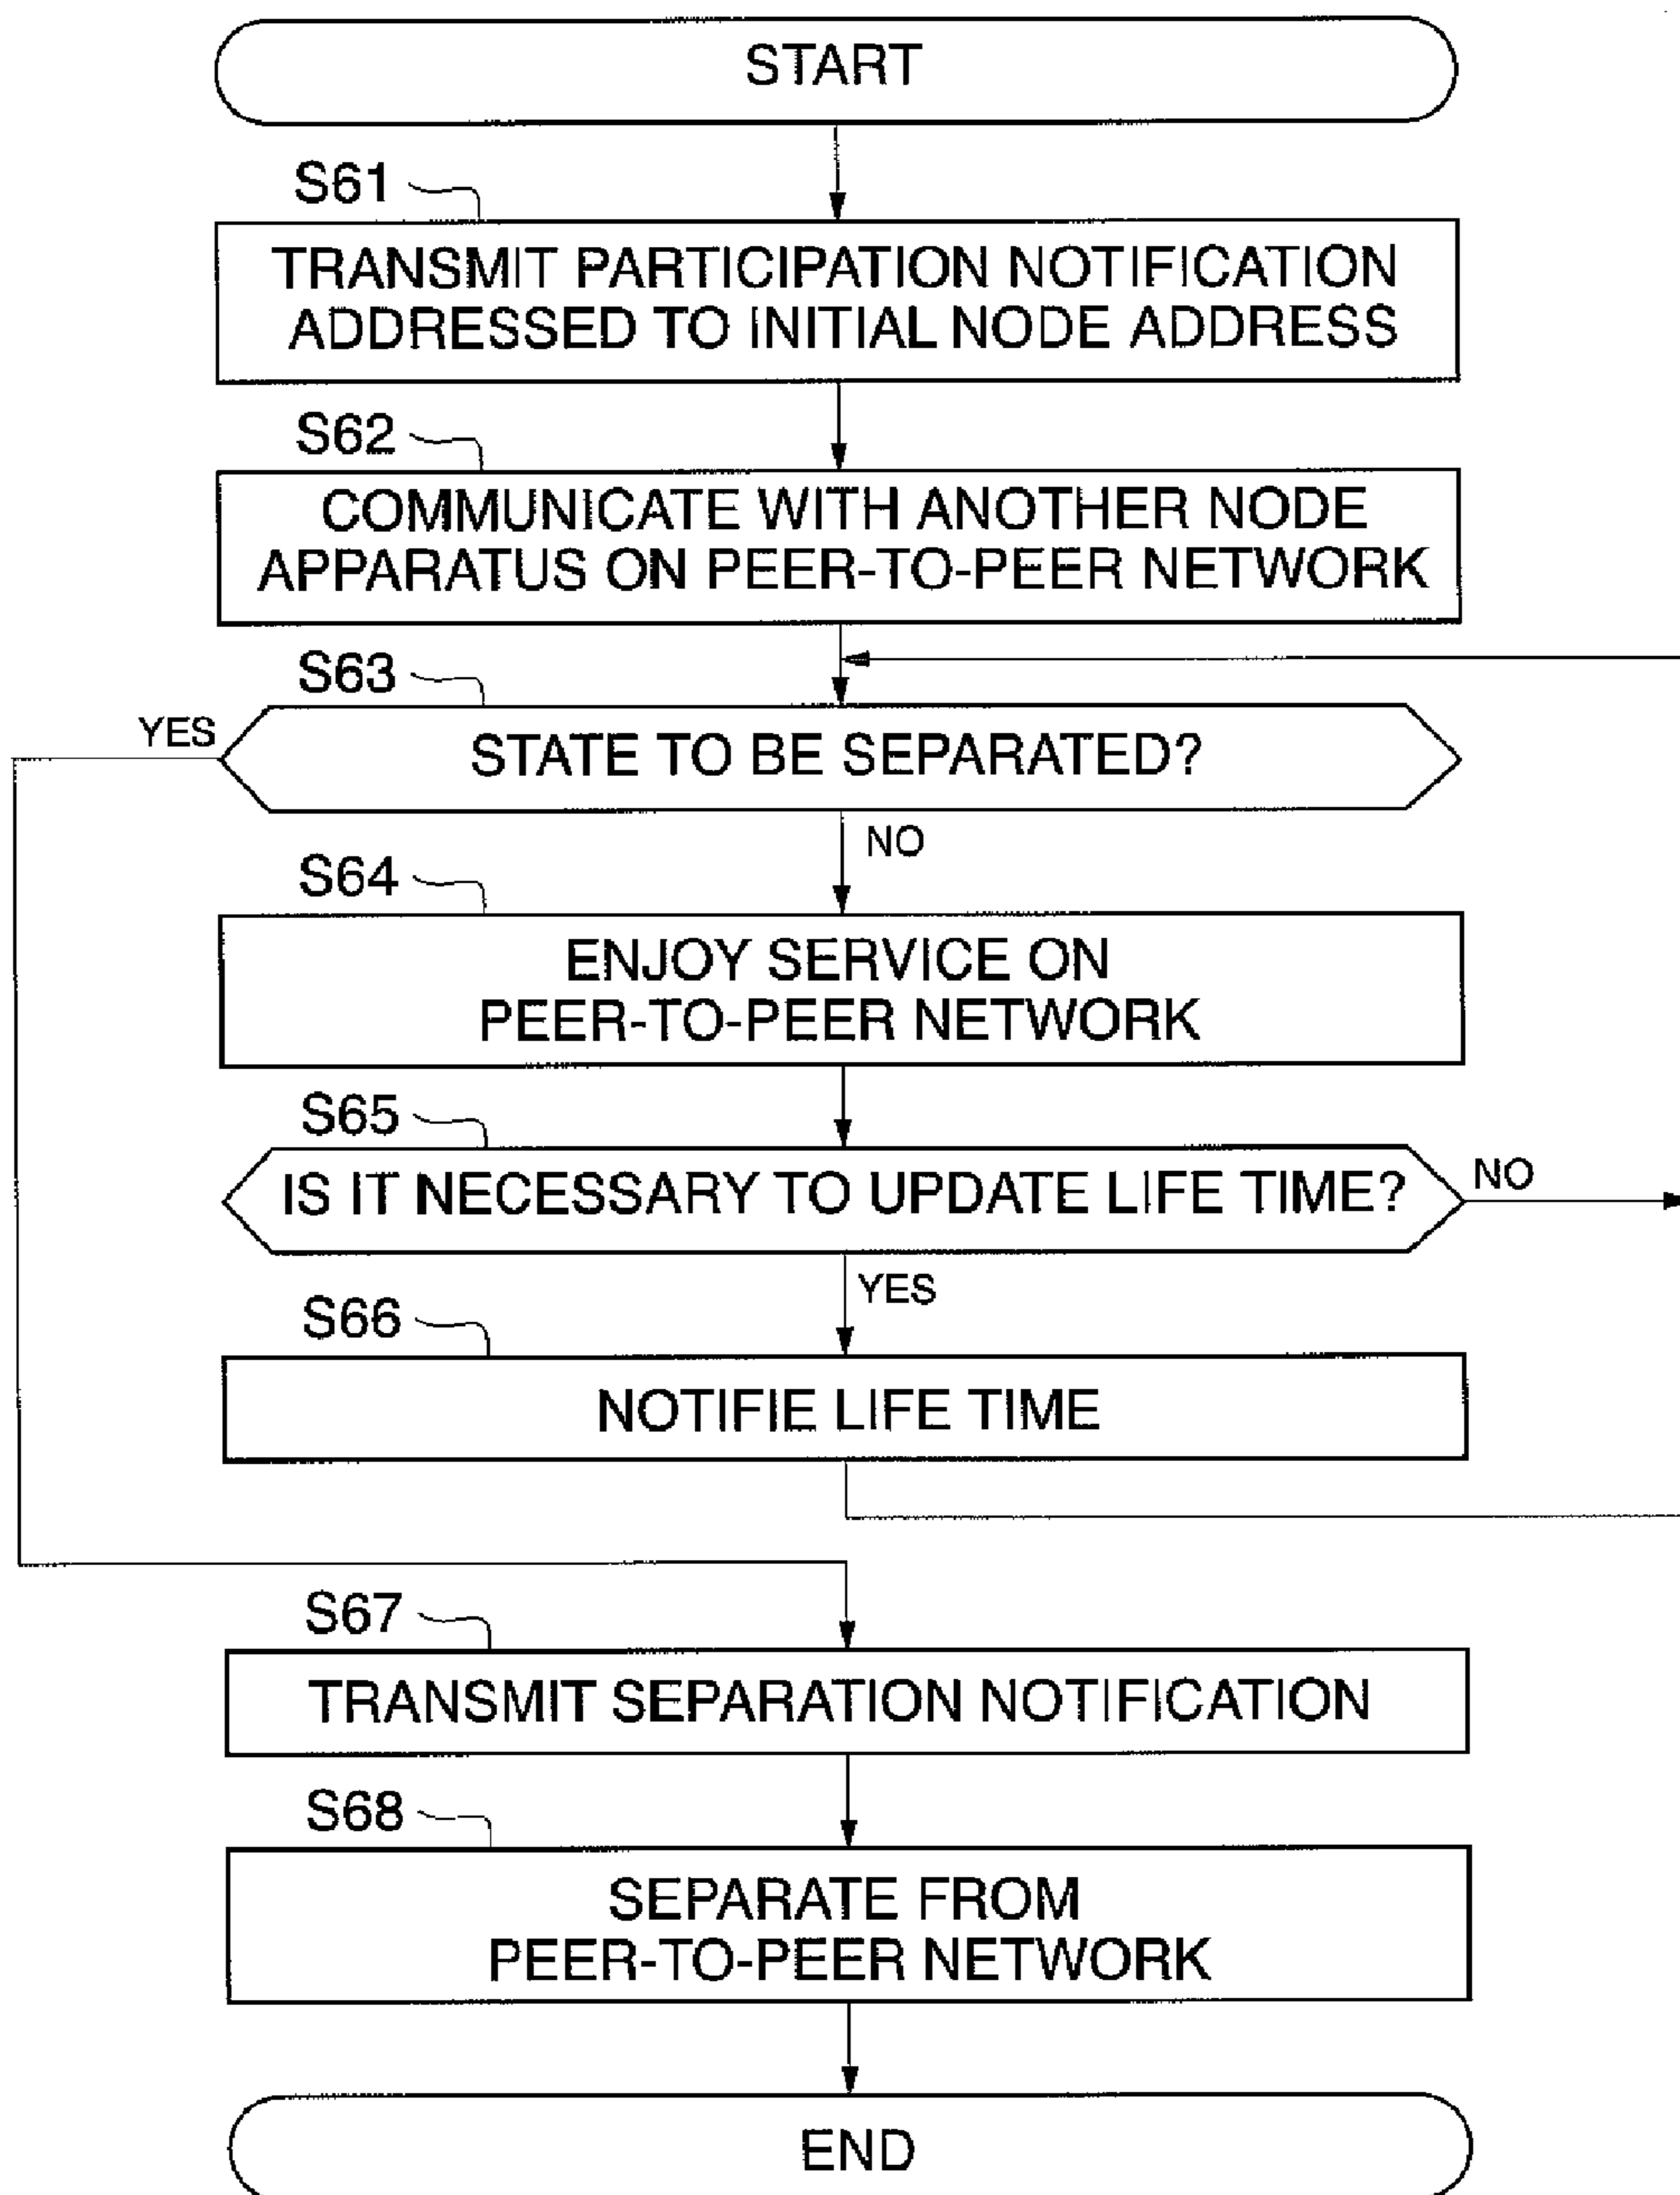 START
S61
TRANSMIT PARTICIPATION NOTIFICATION
ADDRESSED TO INITIAL NODE ADDRESS
S62
COMMUNICATE WITH ANOTHER NODE
APPARATUS ON PEER-TO-PEER NETWORK
S63
YES
STATE TO BE SEPARATED?
NO
S64
ENJOY SERVICE ON
PEER-TO-PEER NETWORK
S65
IS IT NECESSARY TO UPDATE LIFE TIME?
NO
YES
S66
NOTIFIE LIFE TIME
S67
TRANSMIT SEPARATION NOTIFICATION
S68
SEPARATE FROM
PEER-TO-PEER NETWORK
END